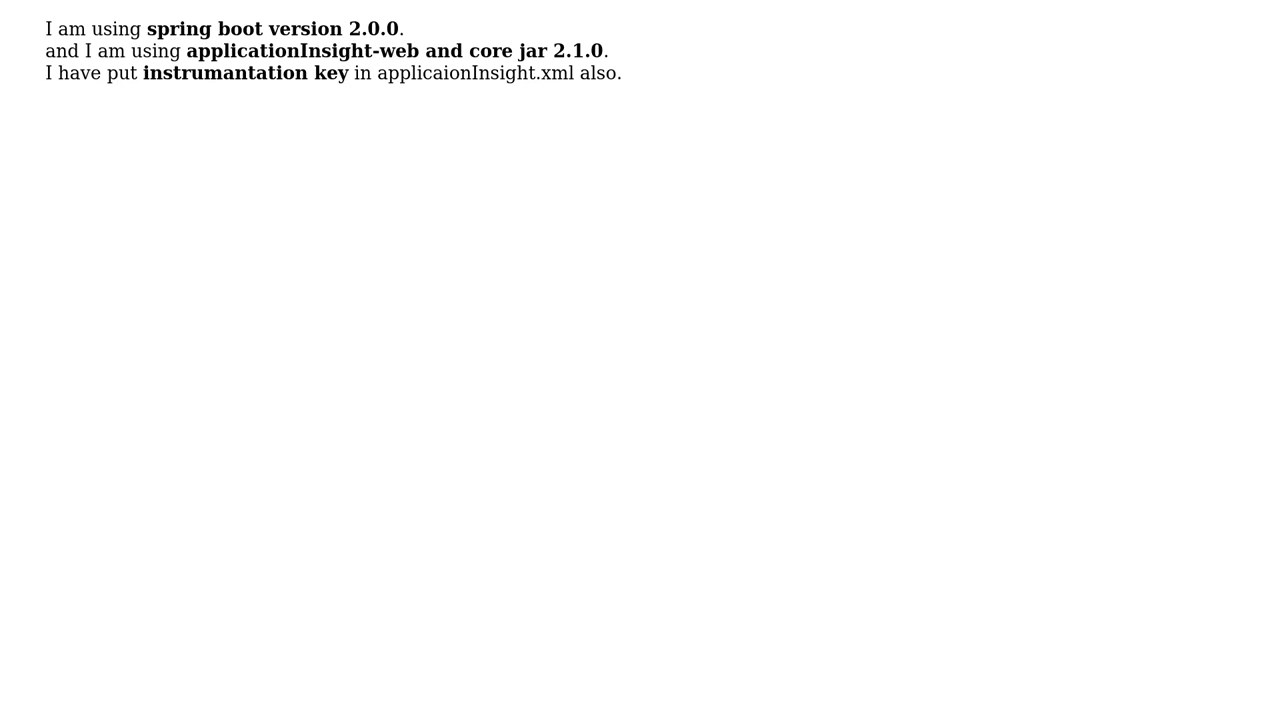 I am using spring boot version 2.0.0.
and I am using applicationInsight-web and core jar 2.1.0.
I have put instrumantation key in applicaionInsight.xml also.